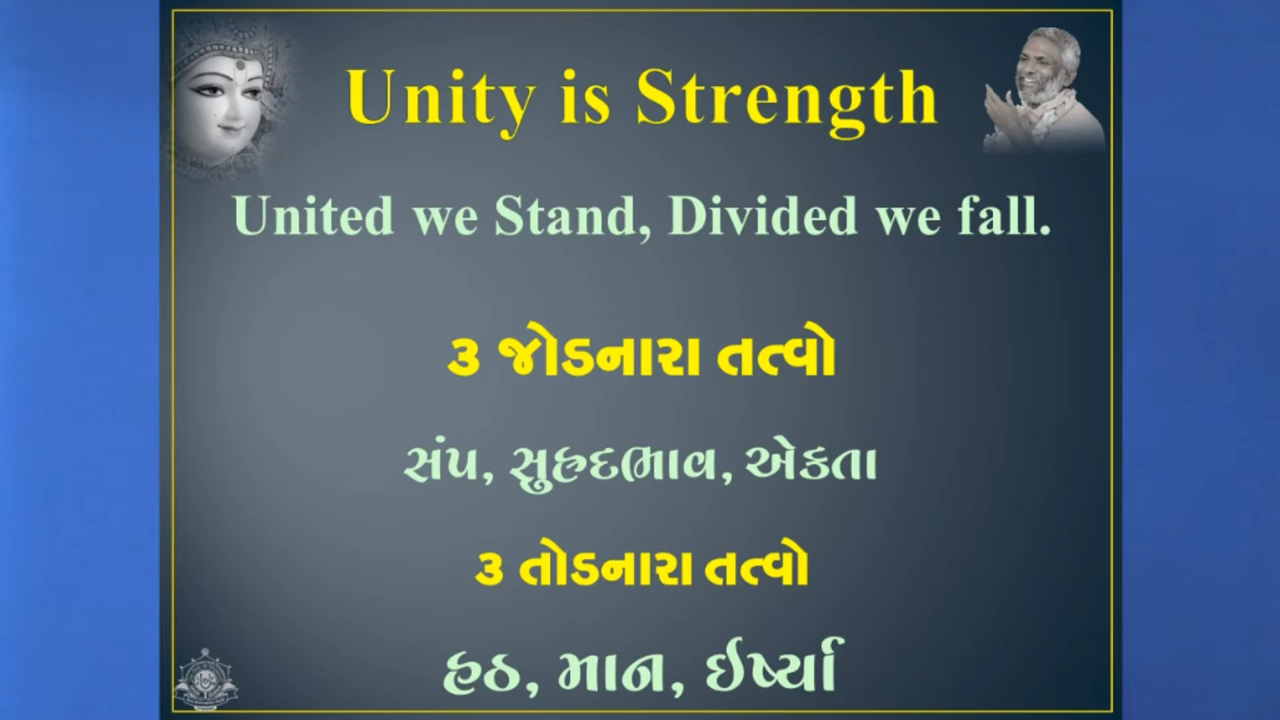 Unity is Strength
United we Stand, Divided we fall.
૩ જોડનારા તત્વો
સંપ, સુહૃદભાવ, એકતા
૩ તોડનારા તત્વો
હઠ, માન, ઈર્ષ્યા